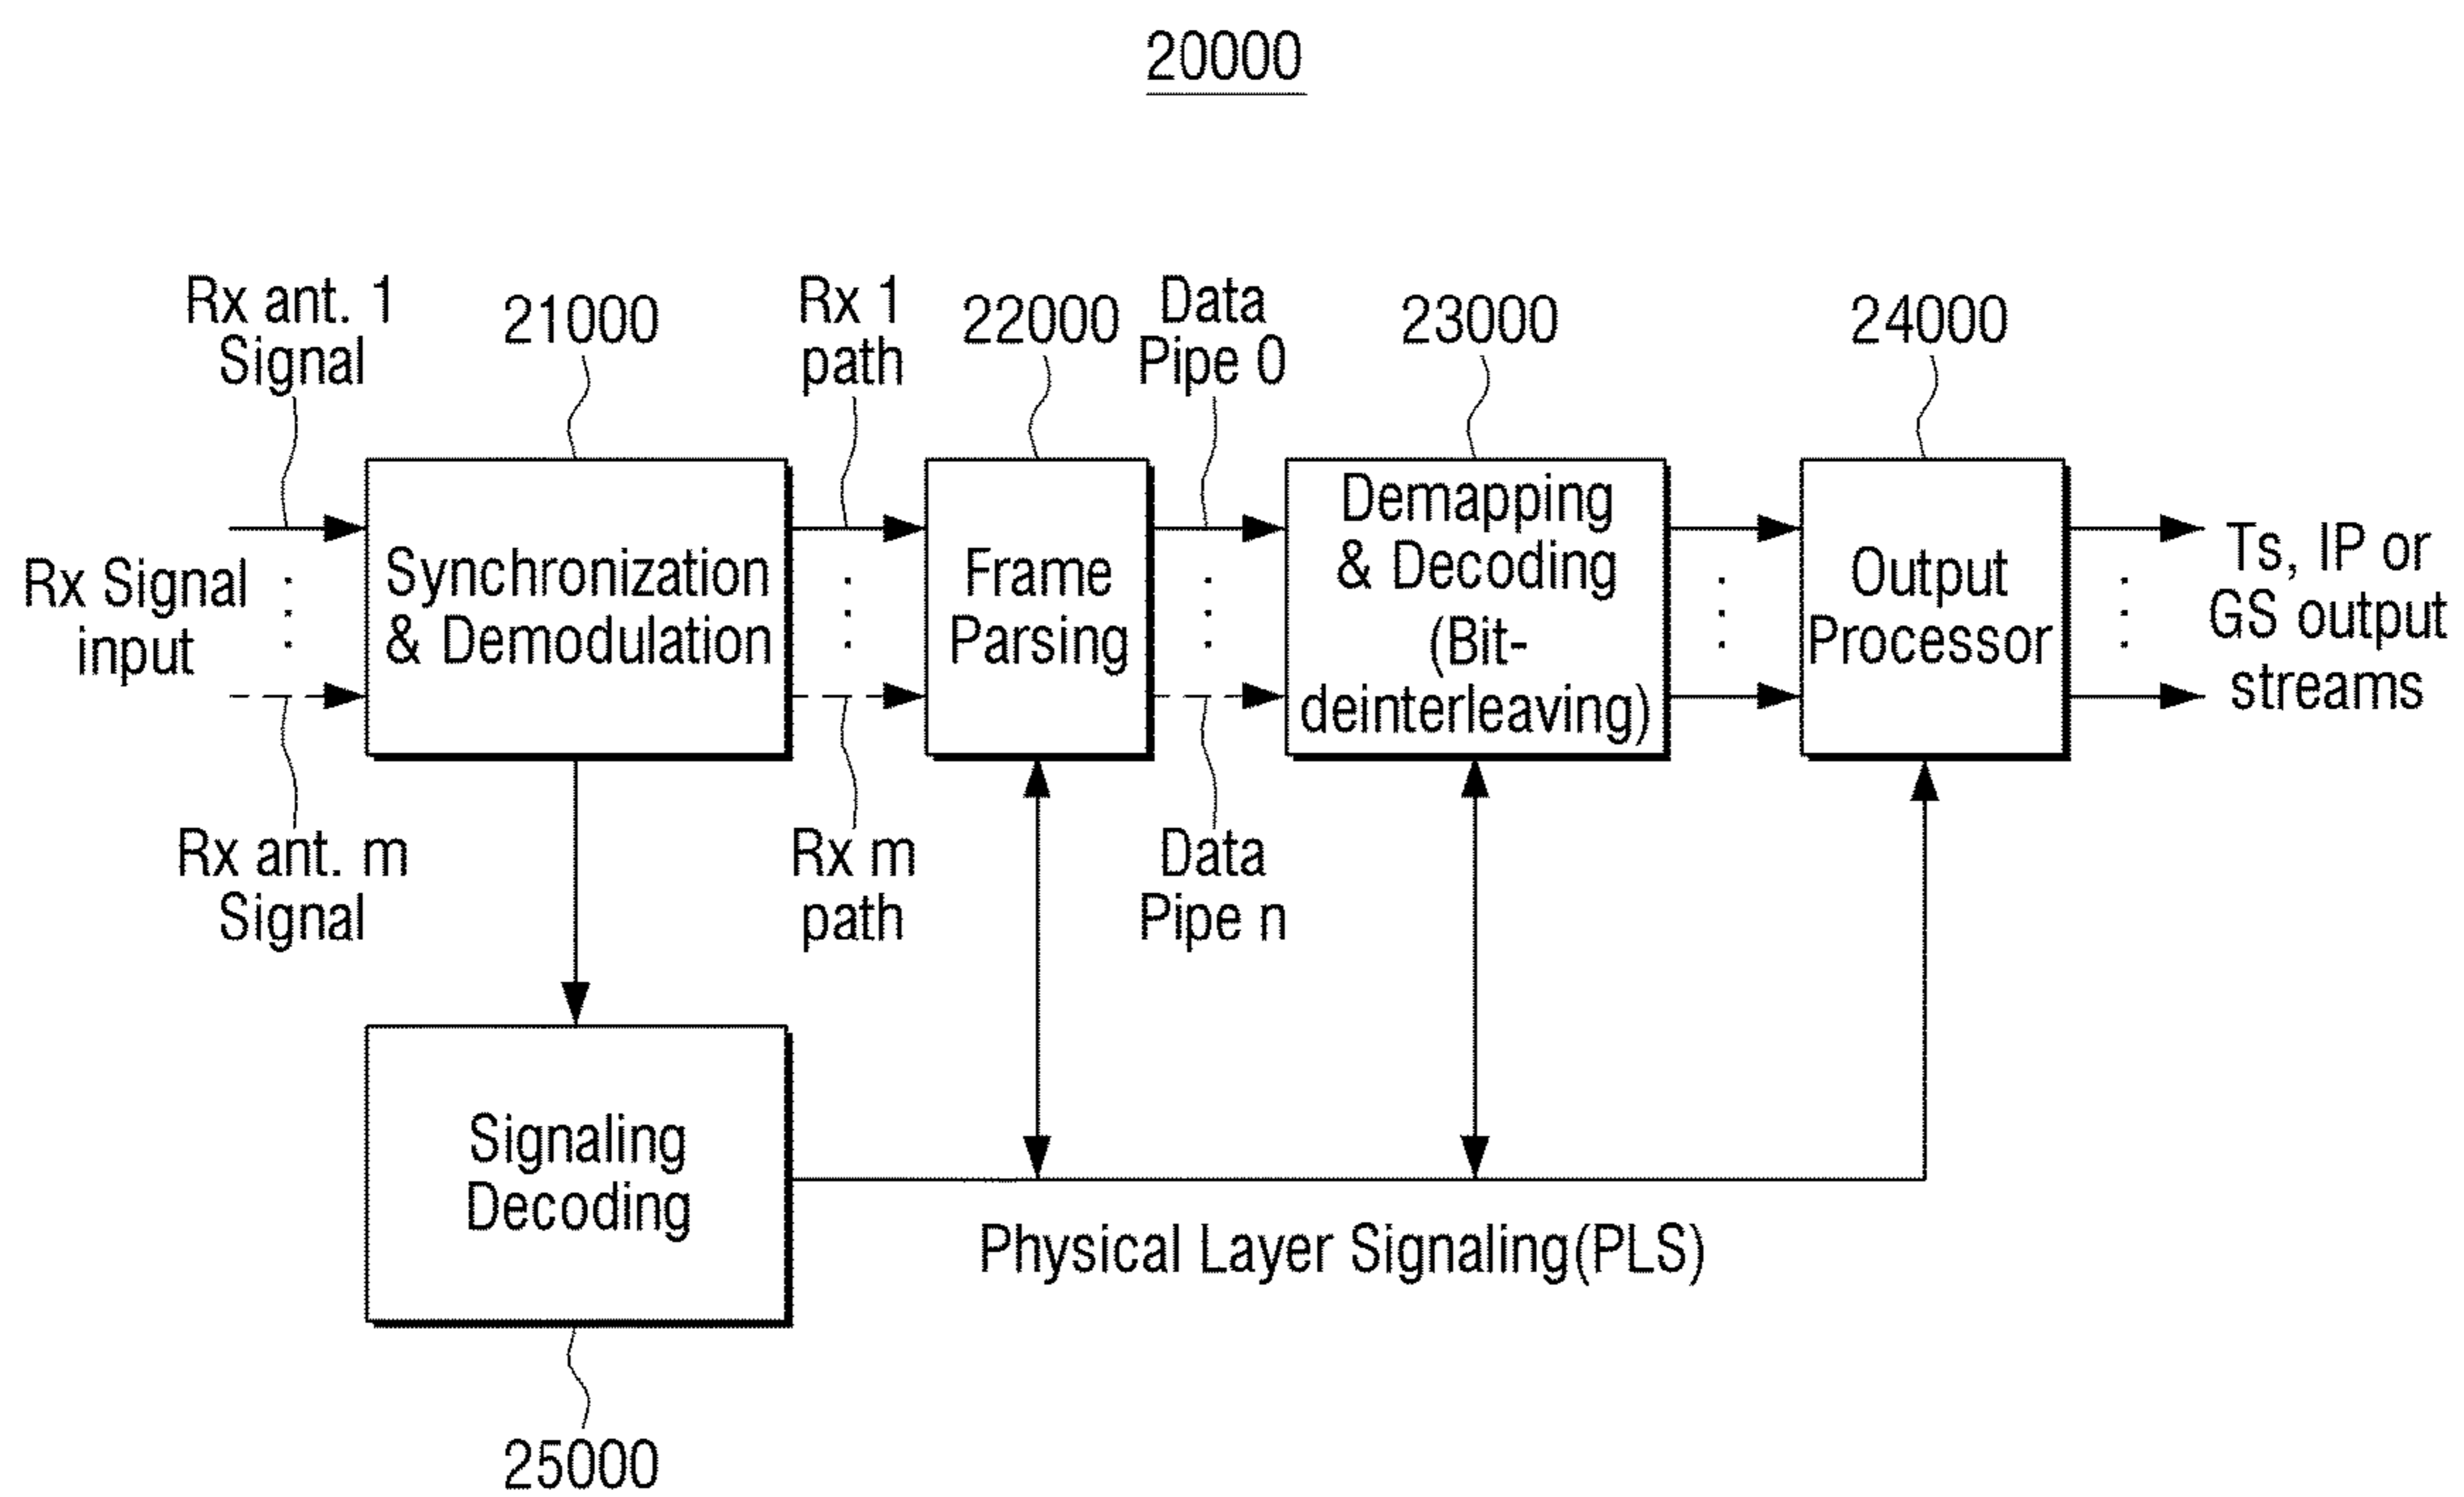 20000
Rx ant. 1
Signal
21000
Rx 1
path
22000
Data
Pipe 0
23000
24000
Rx Signal
input
Synchronization
& Demodulation
Frame
Parsing
Demapping
& Decoding
(Bit-
deinterleaving)
Output
Processor
Ts, IP or
GS output
streams
Rx ant. m
Signal
Rx m
path
Data
Pipe n
Signaling
Decoding
Physical Layer Signaling(PLS)
25000